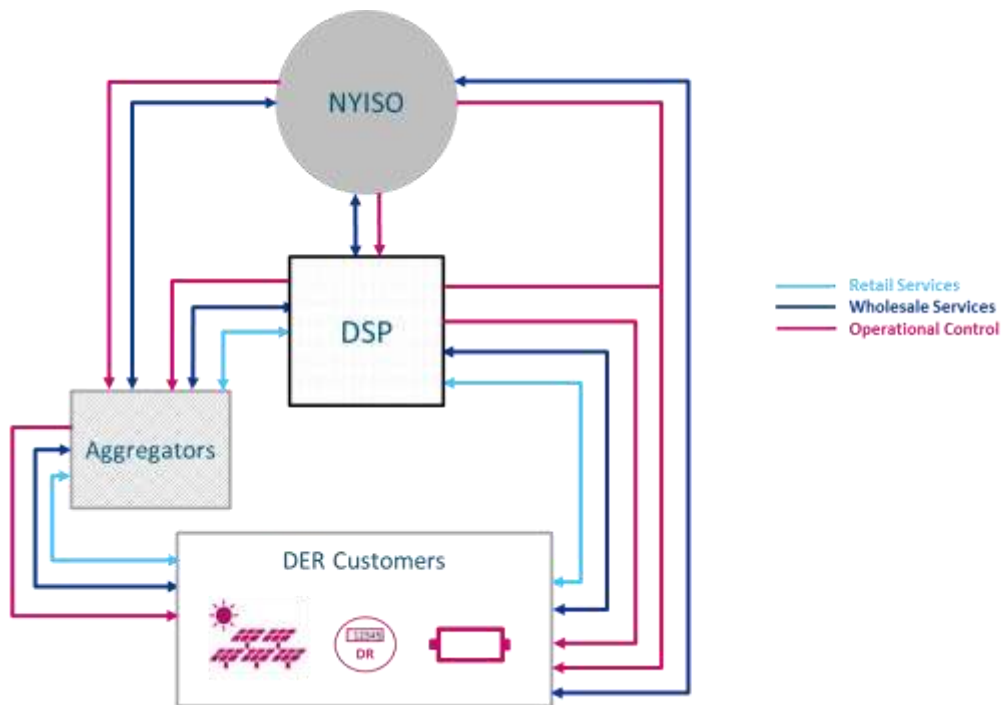 NYISO
DSP
Retail Services
Wholesale Services
Operational Control
Aggregators
DER Customers
DR